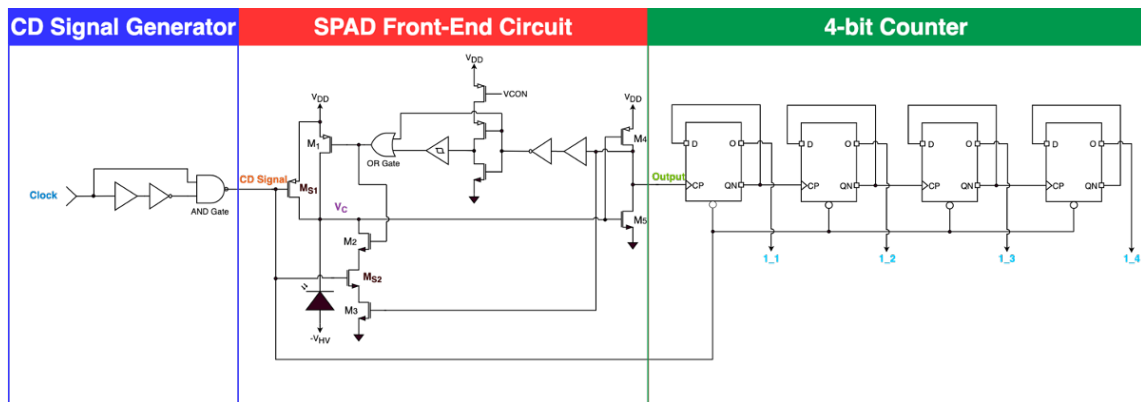 CD Signal Generator
SPAD Front-End Circuit
4-bit Counter
Clock
AND Gate
CD Signal
VDD
MS1
M1
VC
M2
MS2
M3
-VHV
OR Gate
VDD
VCON
VDD
M4
M5
Output
D
O
CP
QN
D
O
CP
QN
D
O
CP
QN
D
O
CP
QN
1_1
1_2
1_3
1_4